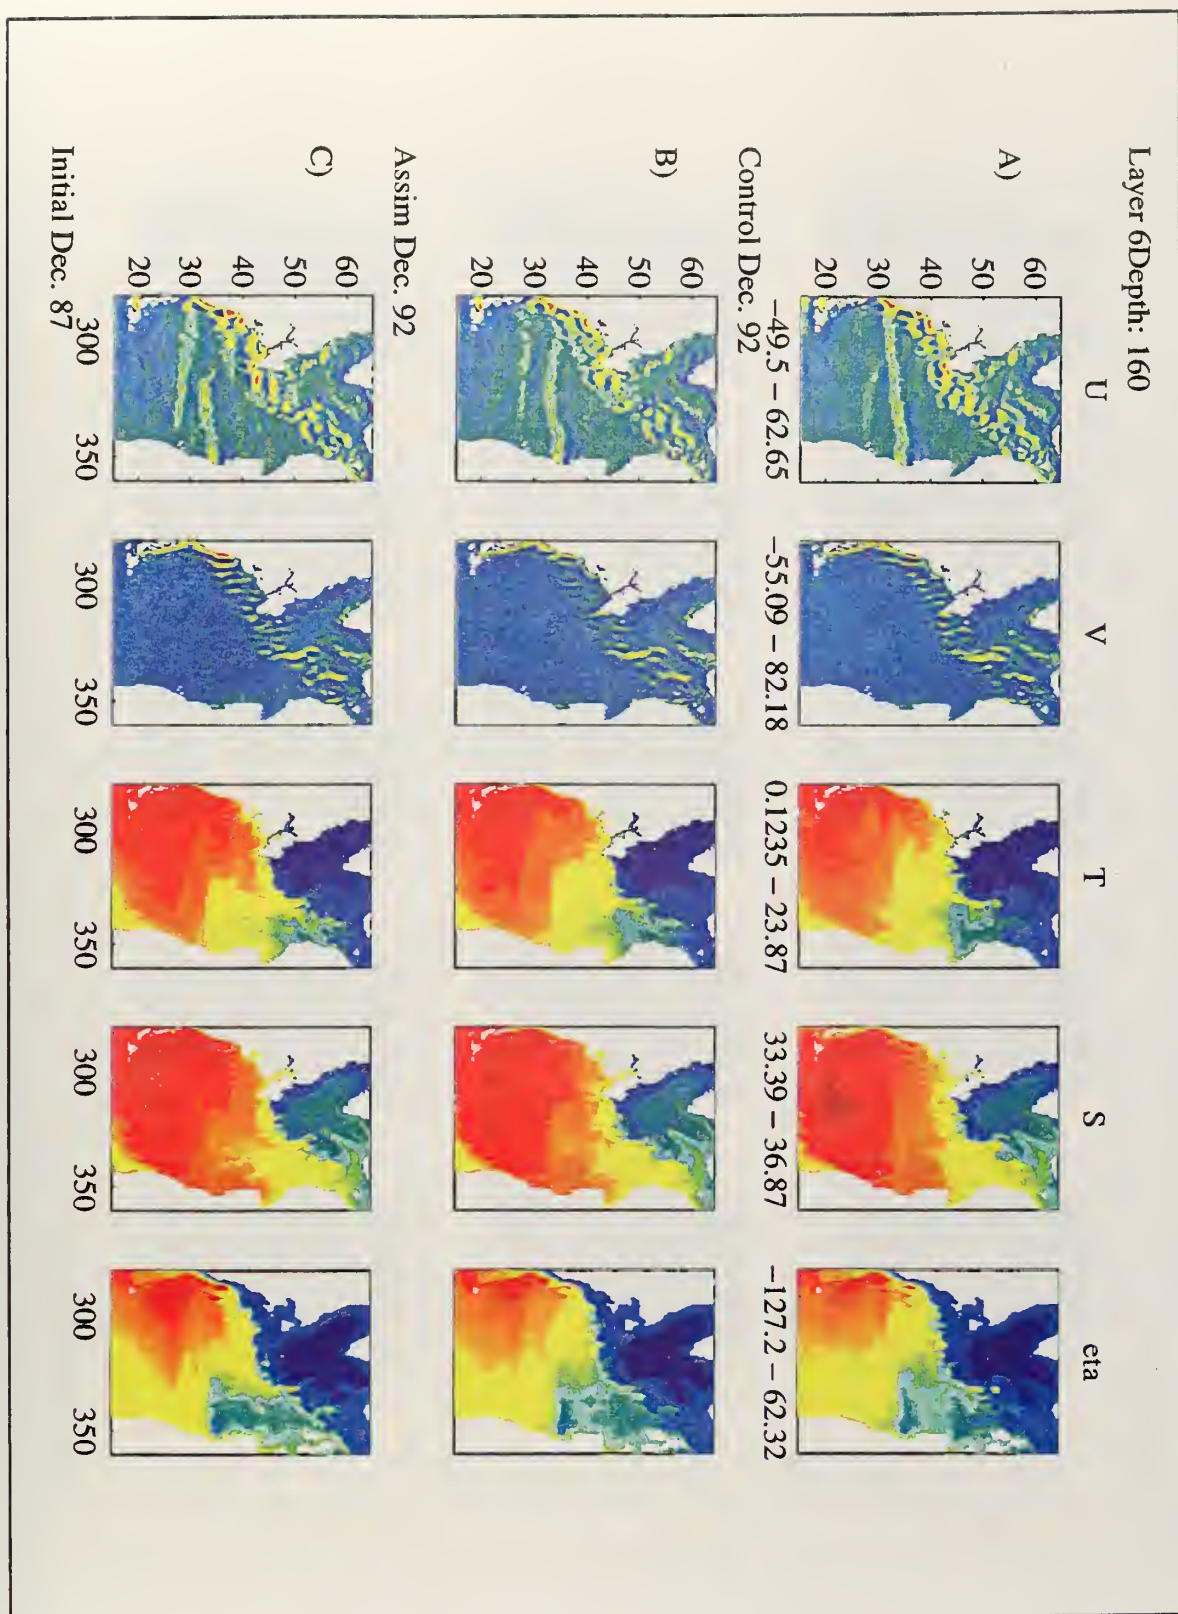 Layer 6Depth: 160
U V T S eta
A)
60
50
40
30
20
−49.5 − 62.65 −55.09 − 82.18 0.1235 − 23.87 33.39 − 36.87 −127.2 − 62.32
Control Dec. 92
B)
60
50
40
30
20
Assim Dec. 92
C)
60
50
40
30
20
300 350 300 350 300 350 300 350 300 350
Initial Dec. 87